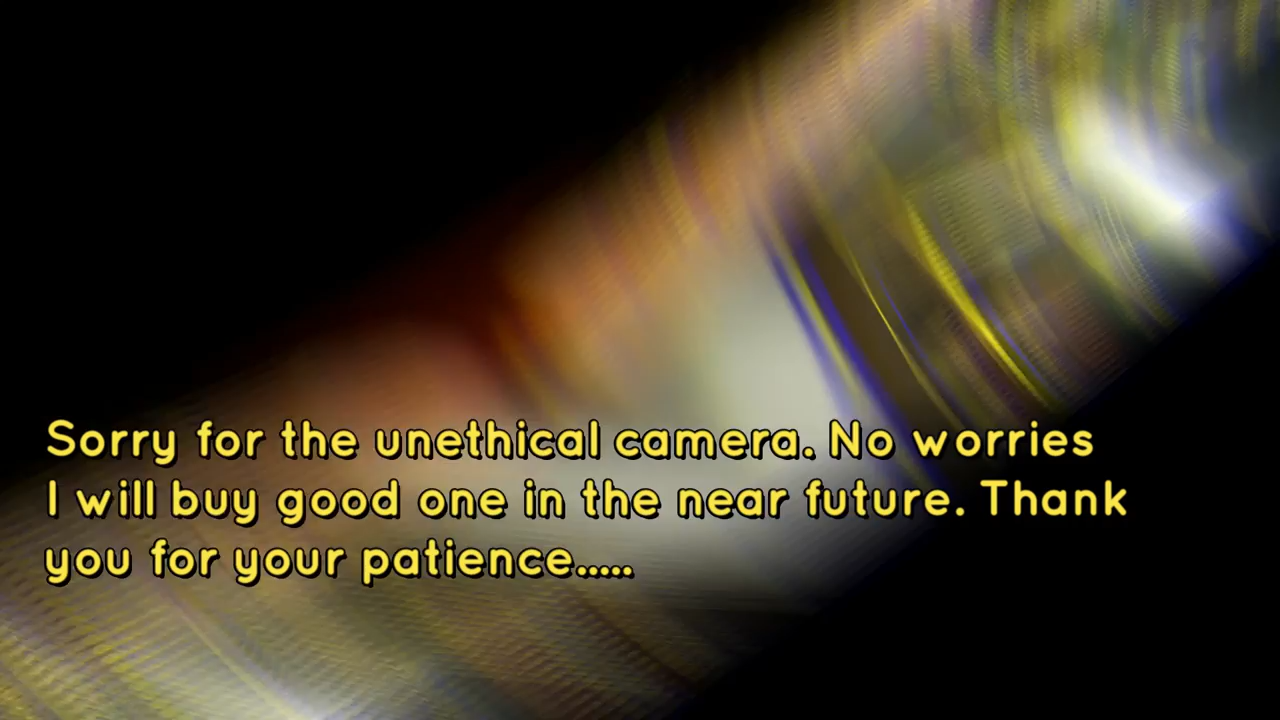 Sorry for the unethical camera. No worries
I will buy good one in the near future. Thank
you for your patience.....